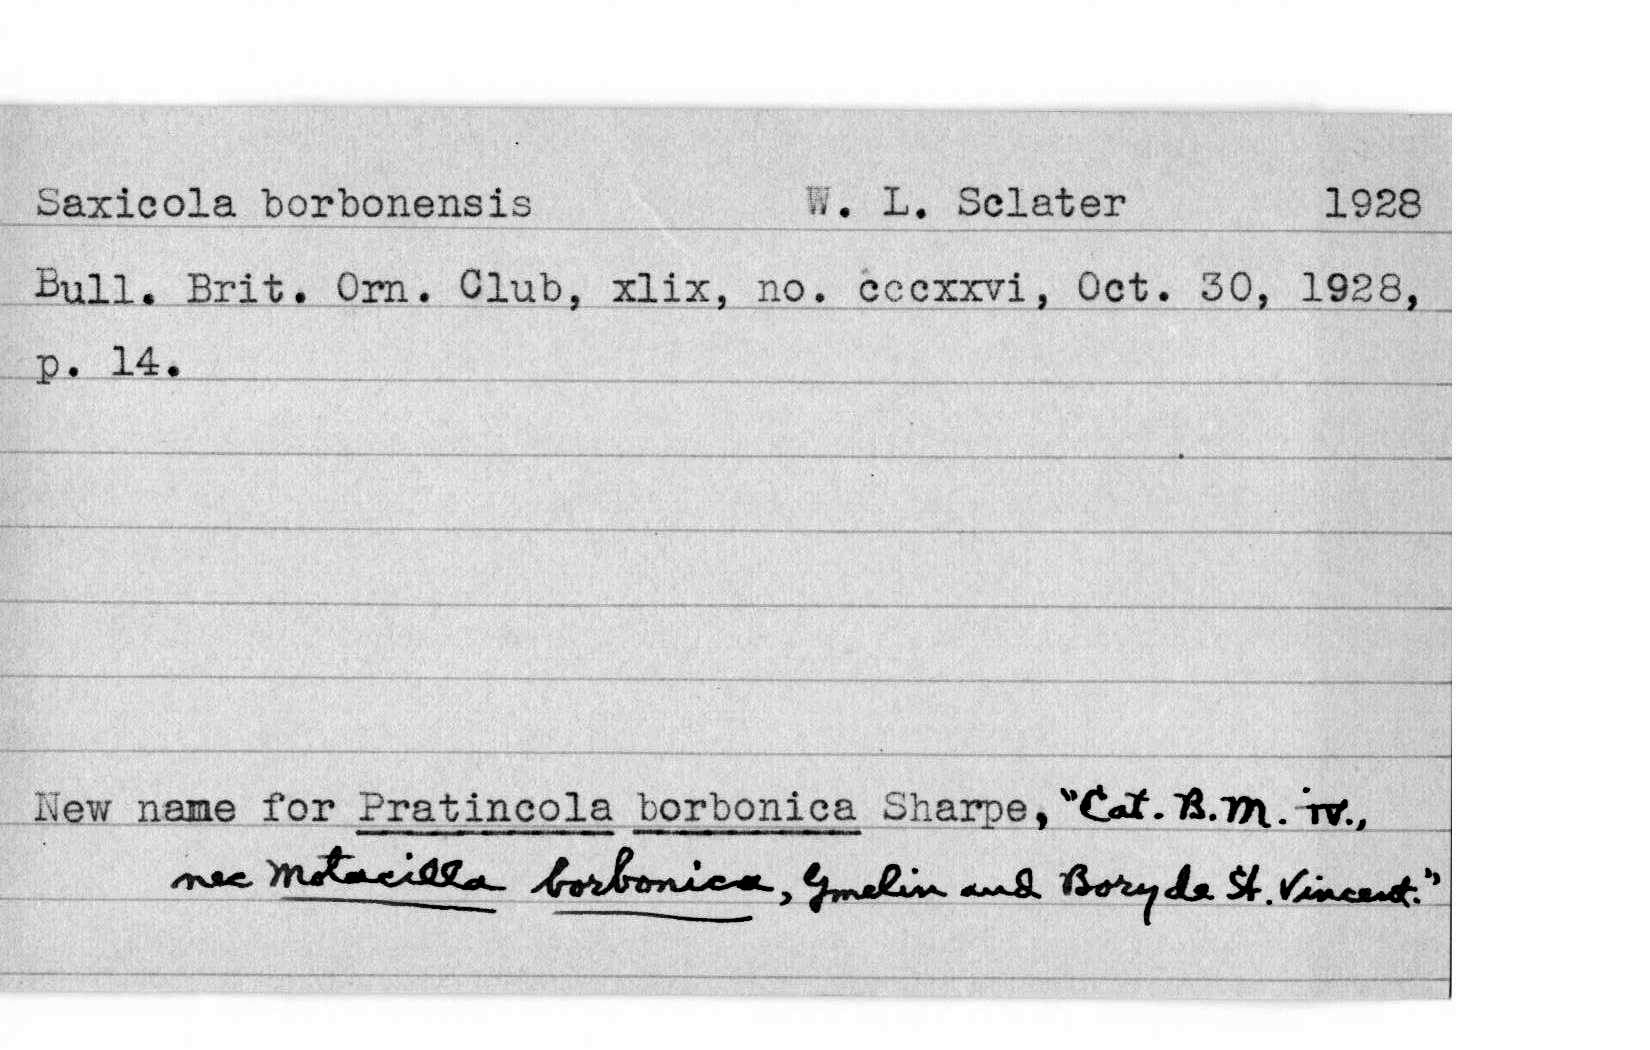 Saxicola borbonensis W. L. Sclater 1928
Bull. Brit. Orn. Club, xlix, no. cccxxvi, Oct. 30, 1928,
p. 14.
New name for Pratincola borbonica Sharpe, "Cat. B.M. iv.,
nec Motacilla borbonica, Gmelin and Bory de St. Vincent."